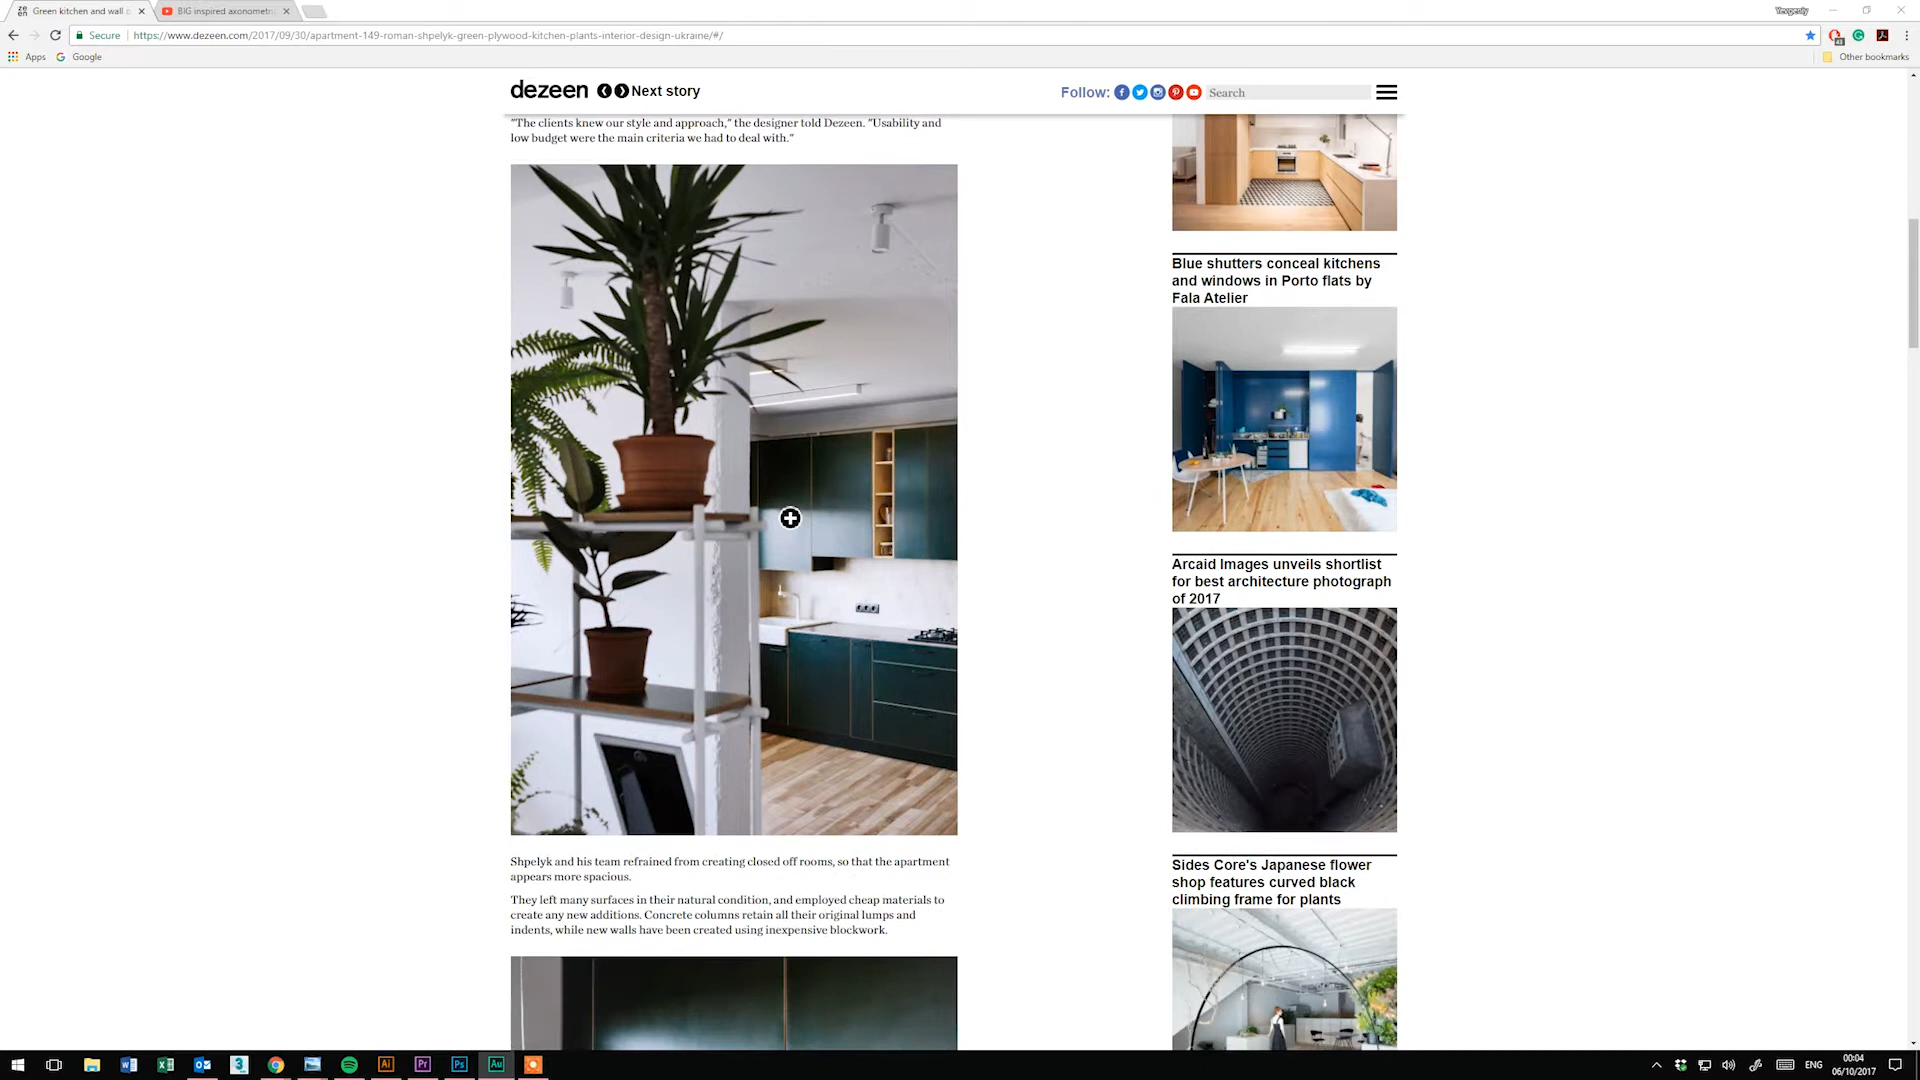 Green kitchen and wall o
BIG inspired axonometri
Yevgeniy
Secure
https://www.dezeen.com/2017/09/30/apartment-149-roman-shpelyk-green-plywood-kitchen-plants-interior-design-ukraine/#/
Apps
Google
Other bookmarks
dezeen
Next story
Follow:
Search
"The clients knew our style and approach," the designer told Dezeen. "Usability and
low budget were the main criteria we had to deal with."
Shpelyk and his team refrained from creating closed off rooms, so that the apartment
appears more spacious.
They left many surfaces in their natural condition, and employed cheap materials to
create any new additions. Concrete columns retain all their original lumps and
indents, while new walls have been created using inexpensive blockwork.
Blue shutters conceal kitchens
and windows in Porto flats by
Fala Atelier
Arcaid Images unveils shortlist
for best architecture photograph
of 2017
Sides Core's Japanese flower
shop features curved black
climbing frame for plants
Ai
Pr
Ps
Au
ENG
00:04
06/10/2017